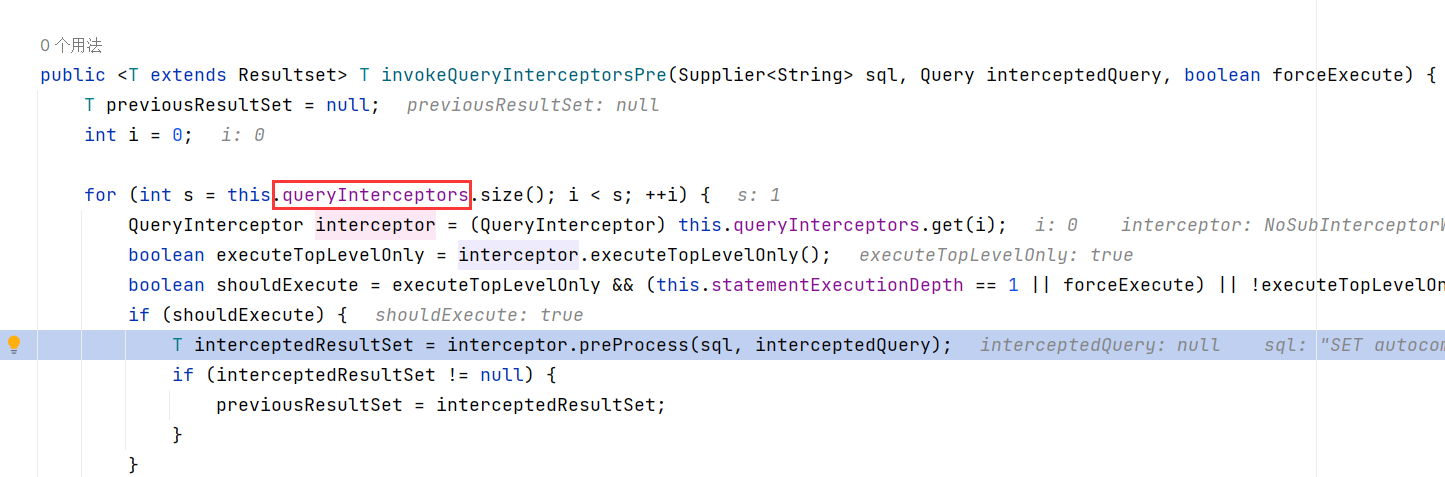 0 个用法
public <T extends Resultset> T invokeQueryInterceptorsPre(Supplier<String> sql, Query interceptedQuery, boolean forceExecute) {
T previousResultSet = null; previousResultSet: null
int i = 0; i: 0
for (int s = this.queryInterceptors.size(); i < s; ++i) { s: 1
QueryInterceptor interceptor = (QueryInterceptor) this.queryInterceptors.get(i); i: 0 interceptor: NoSubInterceptorW
boolean executeTopLevelOnly = interceptor.executeTopLevelOnly(); executeTopLevelOnly: true
boolean shouldExecute = executeTopLevelOnly && (this.statementExecutionDepth == 1 || forceExecute) || !executeTopLevelOn
if (shouldExecute) { shouldExecute: true
T interceptedResultSet = interceptor.preProcess(sql, interceptedQuery); interceptedQuery: null sql: "SET autocom
if (interceptedResultSet != null) {
previousResultSet = interceptedResultSet;
}
}